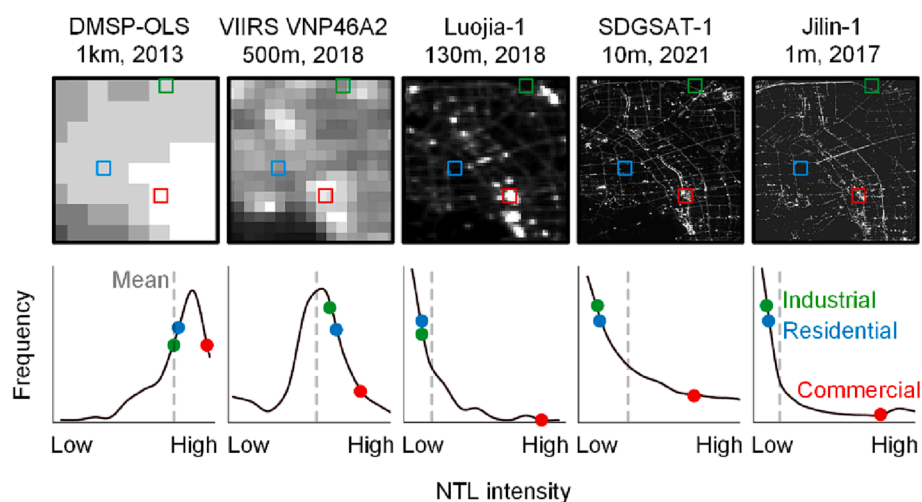 DMSP-OLS
1km, 2013
VIIRS VNP46A2
500m, 2018
Luojia-1
130m, 2018
SDGSAT-1
10m, 2021
Jilin-1
1m, 2017
Frequency
Mean
Industrial
Residential
Commercial
Low
High
Low
High
Low
High
Low
High
Low
High
NTL intensity